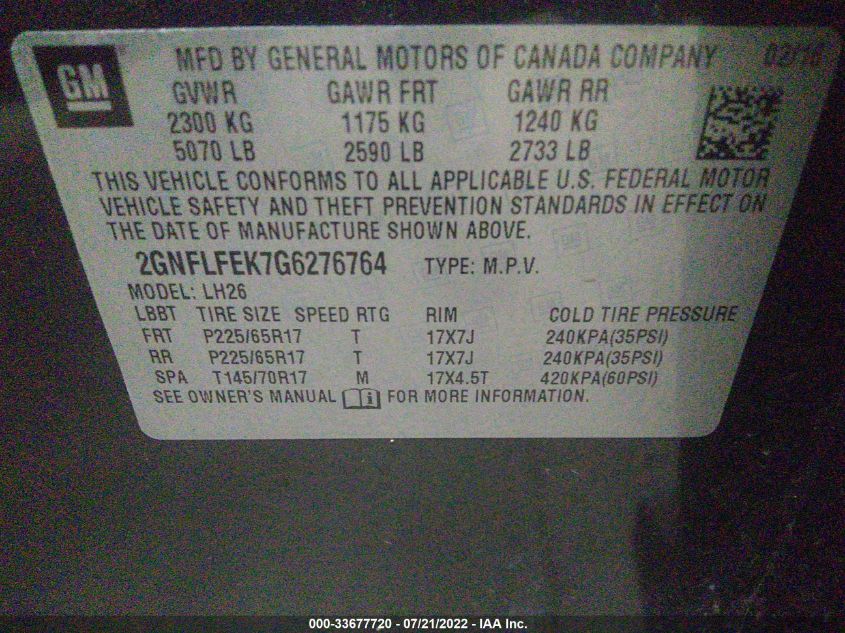 GM
MFD BY GENERAL MOTORS OF CANADA COMPANY 02/16
GVWR GAWR FRT GAWR RR
2300 KG 1175 KG 1240 KG
5070 LB 2590 LB 2733 LB
THIS VEHICLE CONFORMS TO ALL APPLICABLE U.S. FEDERAL MOTOR
VEHICLE SAFETY AND THEFT PREVENTION STANDARDS IN EFFECT ON
THE DATE OF MANUFACTURE SHOWN ABOVE.
2GNFLFEK7G6276764 TYPE: M.P.V.
MODEL: LH26
LBBT TIRE SIZE SPEED RTG RIM COLD TIRE PRESSURE
FRT P225/65R17 T 17X7J 240KPA(35PSI)
RR P225/65R17 T 17X7J 240KPA(35PSI)
SPA T145/70R17 M 17X4.5T 420KPA(60PSI)
SEE OWNER'S MANUAL i FOR MORE INFORMATION.
000-33677720 - 07/21/2022 - IAA Inc.